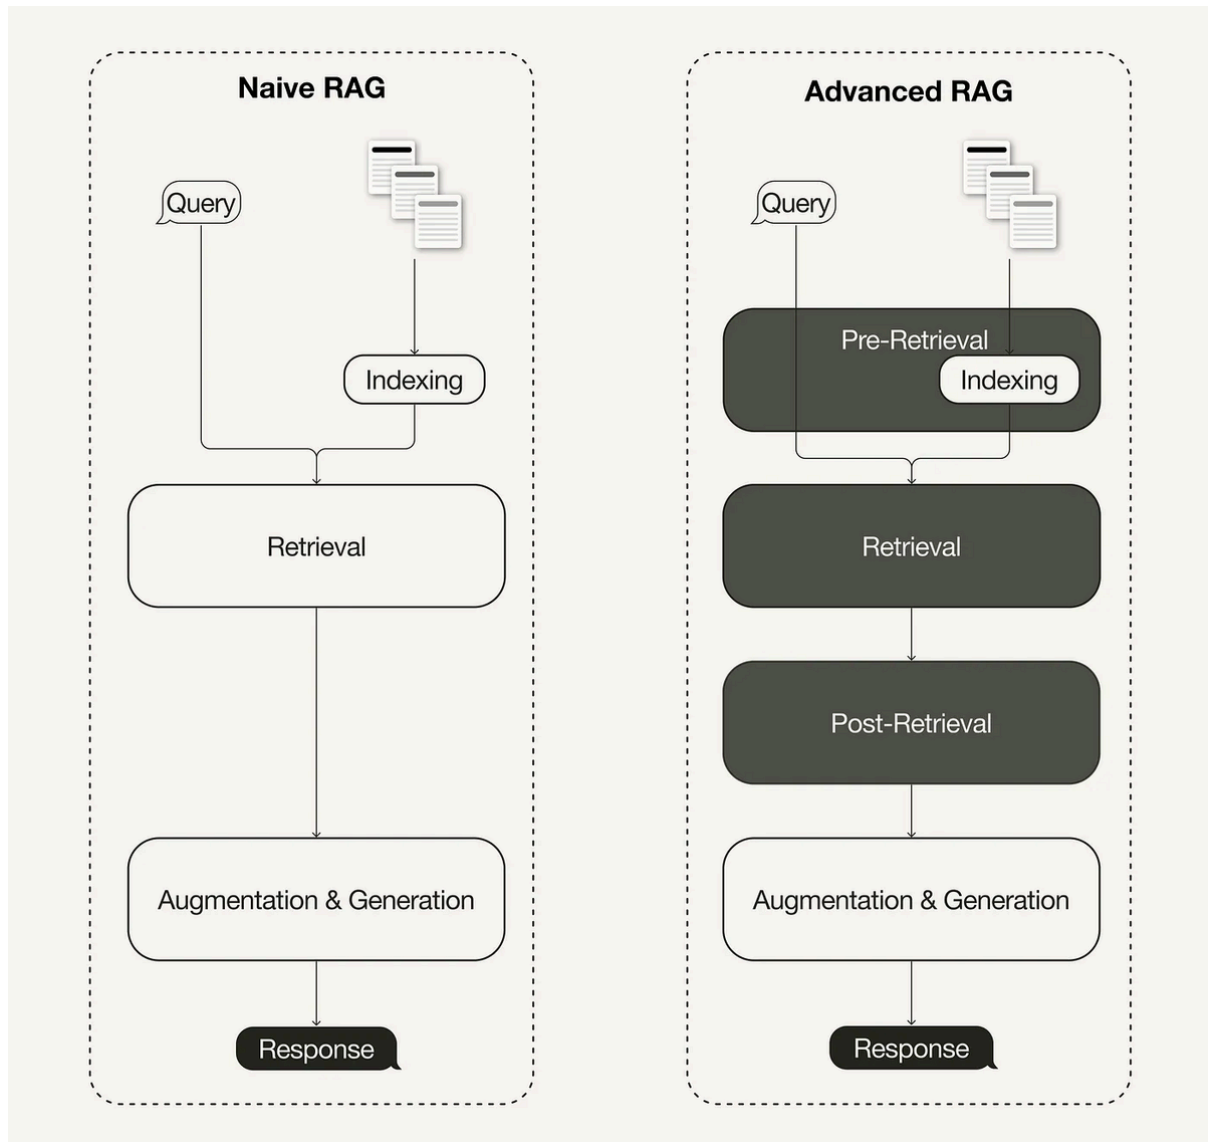 Naive RAG
Query
Indexing
Retrieval
Augmentation & Generation
Response
Advanced RAG
Query
Pre-Retrieval
Indexing
Retrieval
Post-Retrieval
Augmentation & Generation
Response